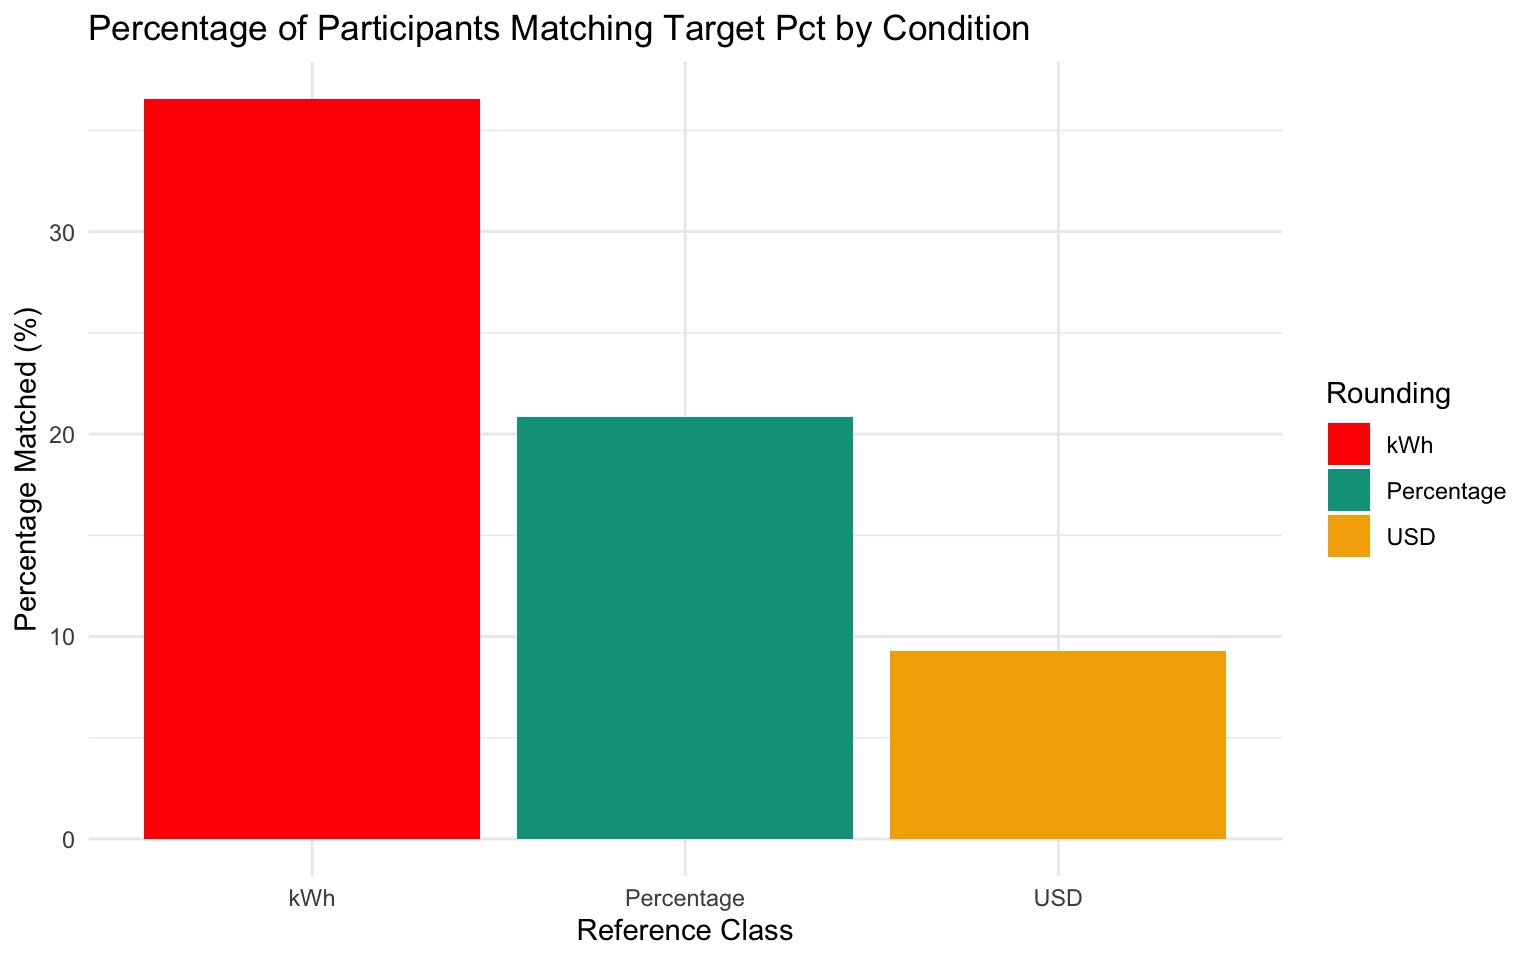 Percentage of Participants Matching Target Pct by Condition
Percentage Matched (%)
30
20
10
0
kWh
Percentage
USD
Reference Class
Rounding
kWh
Percentage
USD